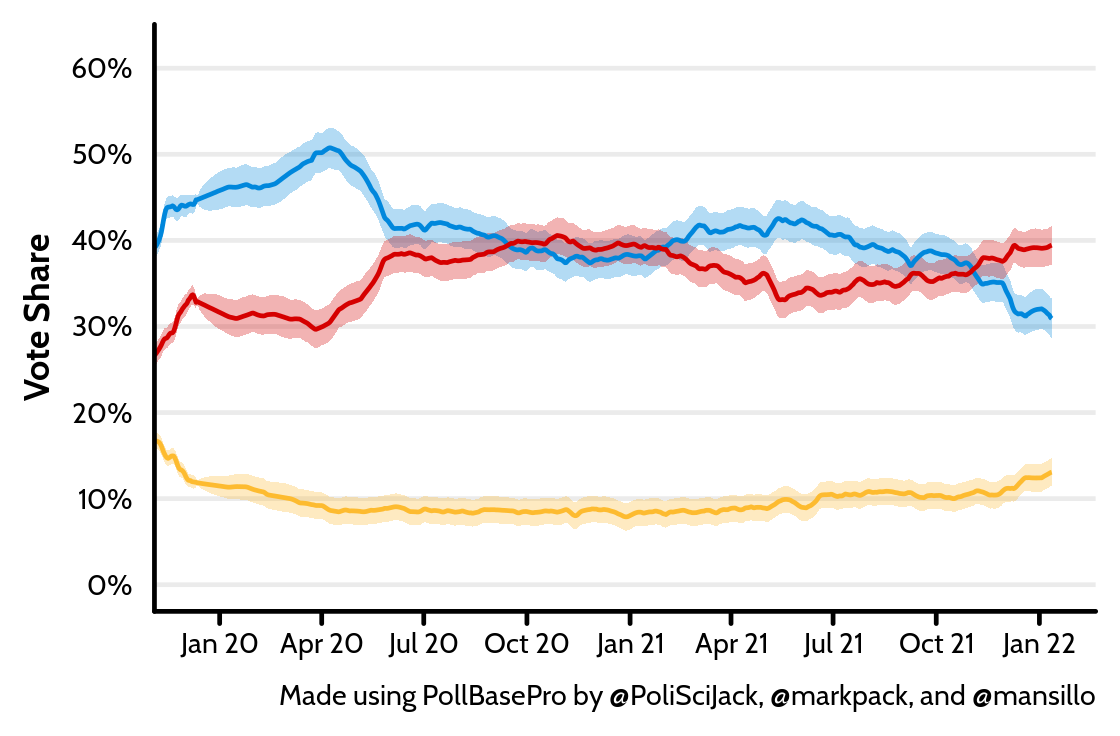 Vote Share
60%
50%
40%
30%
20%
10%
0%
Jan 20 Apr 20 Jul 20 Oct 20 Jan 21 Apr 21 Jul 21 Oct 21 Jan 22
Made using PollBasePro by @PoliSciJack, @markpack, and @mansillo